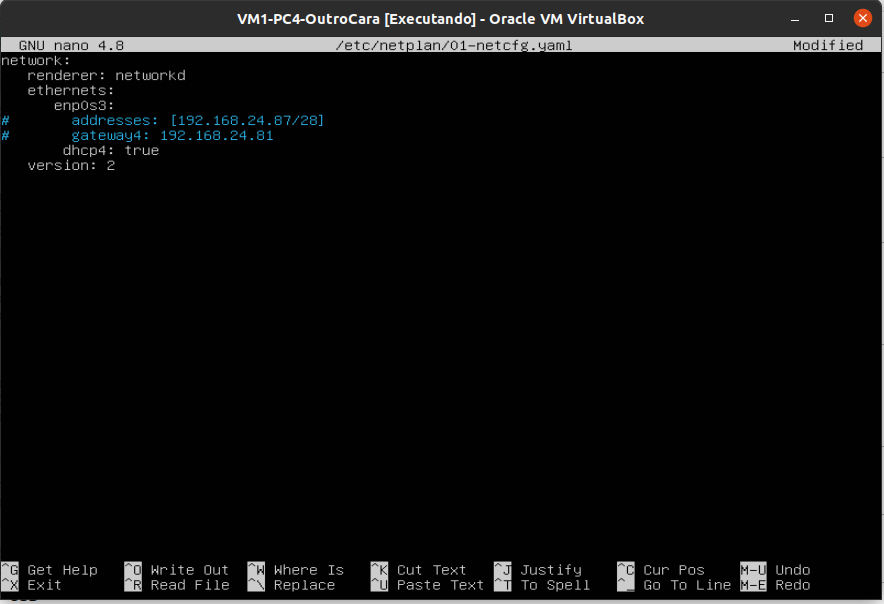 VM1-PC4-OutroCara [Executando] - Oracle VM VirtualBox
GNU nano 4.8 /etc/netplan/01-netcfg.yaml Modified
network:
   renderer: networkd
   ethernets:
      enp0s3:
#       addresses: [192.168.24.87/28]
#       gateway4: 192.168.24.81
       dhcp4: true
   version: 2
^G Get Help ^O Write Out ^W Where Is ^K Cut Text ^J Justify ^C Cur Pos M-U Undo
^X Exit ^R Read File ^\ Replace ^U Paste Text ^T To Spell ^_ Go To Line M-E Redo